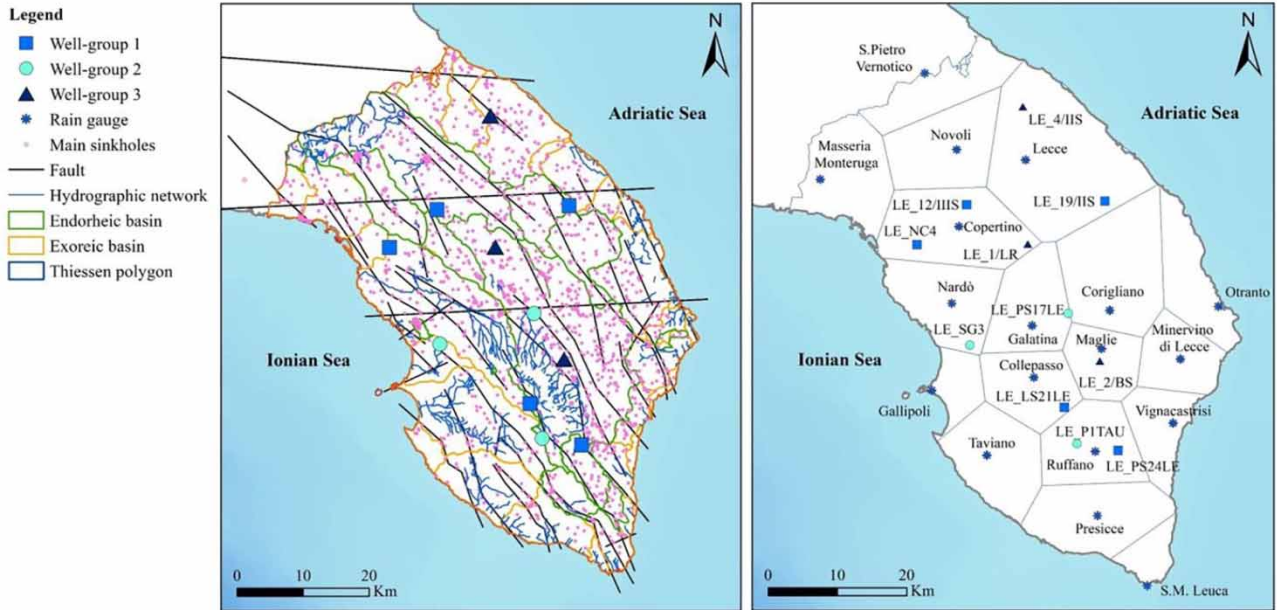 Legend
Well-group 1
Well-group 2
Well-group 3
Rain gauge
Main sinkholes
Fault
Hydrographic network
Endorheic basin
Exoreic basin
Thiessen polygon
N
Adriatic Sea
Ionian Sea
0 10 20
Km
N
S.Pietro
Vernotico
Adriatic Sea
LE_4/IIS
Novoli
Lecce
Masseria
Monteruga
LE_12/IIIS
LE_19/IIS
Copertino
LE_NC4
LE_1/LR
Nardò
Corigliano
Otranto
LE_PS17LE
LE_SG3
Galatina
Maglie
Minervino
di Lecce
Ionian Sea
Collepasso
LE_2/BS
LE_LS21LE
Gallipoli
Vignacastrisi
LE_P1TAU
Taviano
Ruffano
LE_PS24LE
Presicce
0 10 20
Km
S.M. Leuca